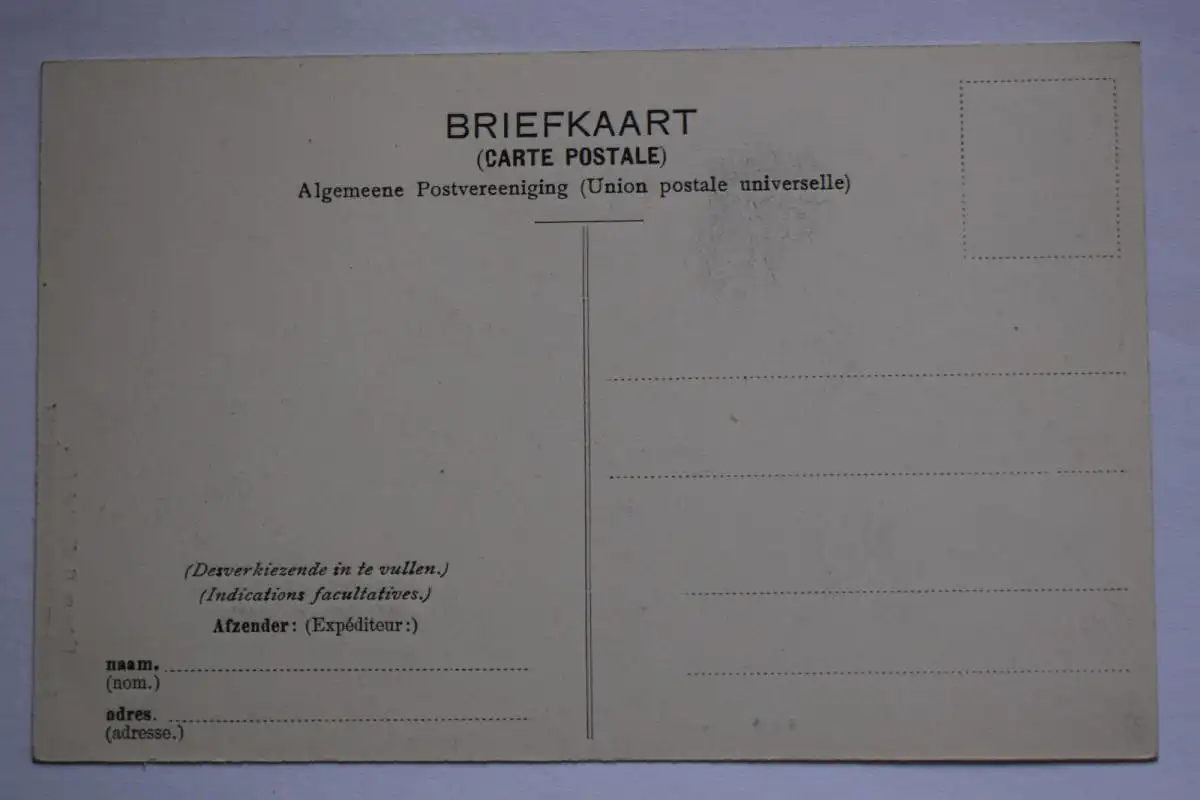 BRIEFKAART
(CARTE POSTALE)
Algemeene Postvereeniging (Union postale universelle)
(Desverkiezende in te vullen.)
(Indications facultatives.)
Afzender: (Expéditeur:)
naam.
(nom.)
adres.
(adresse.)